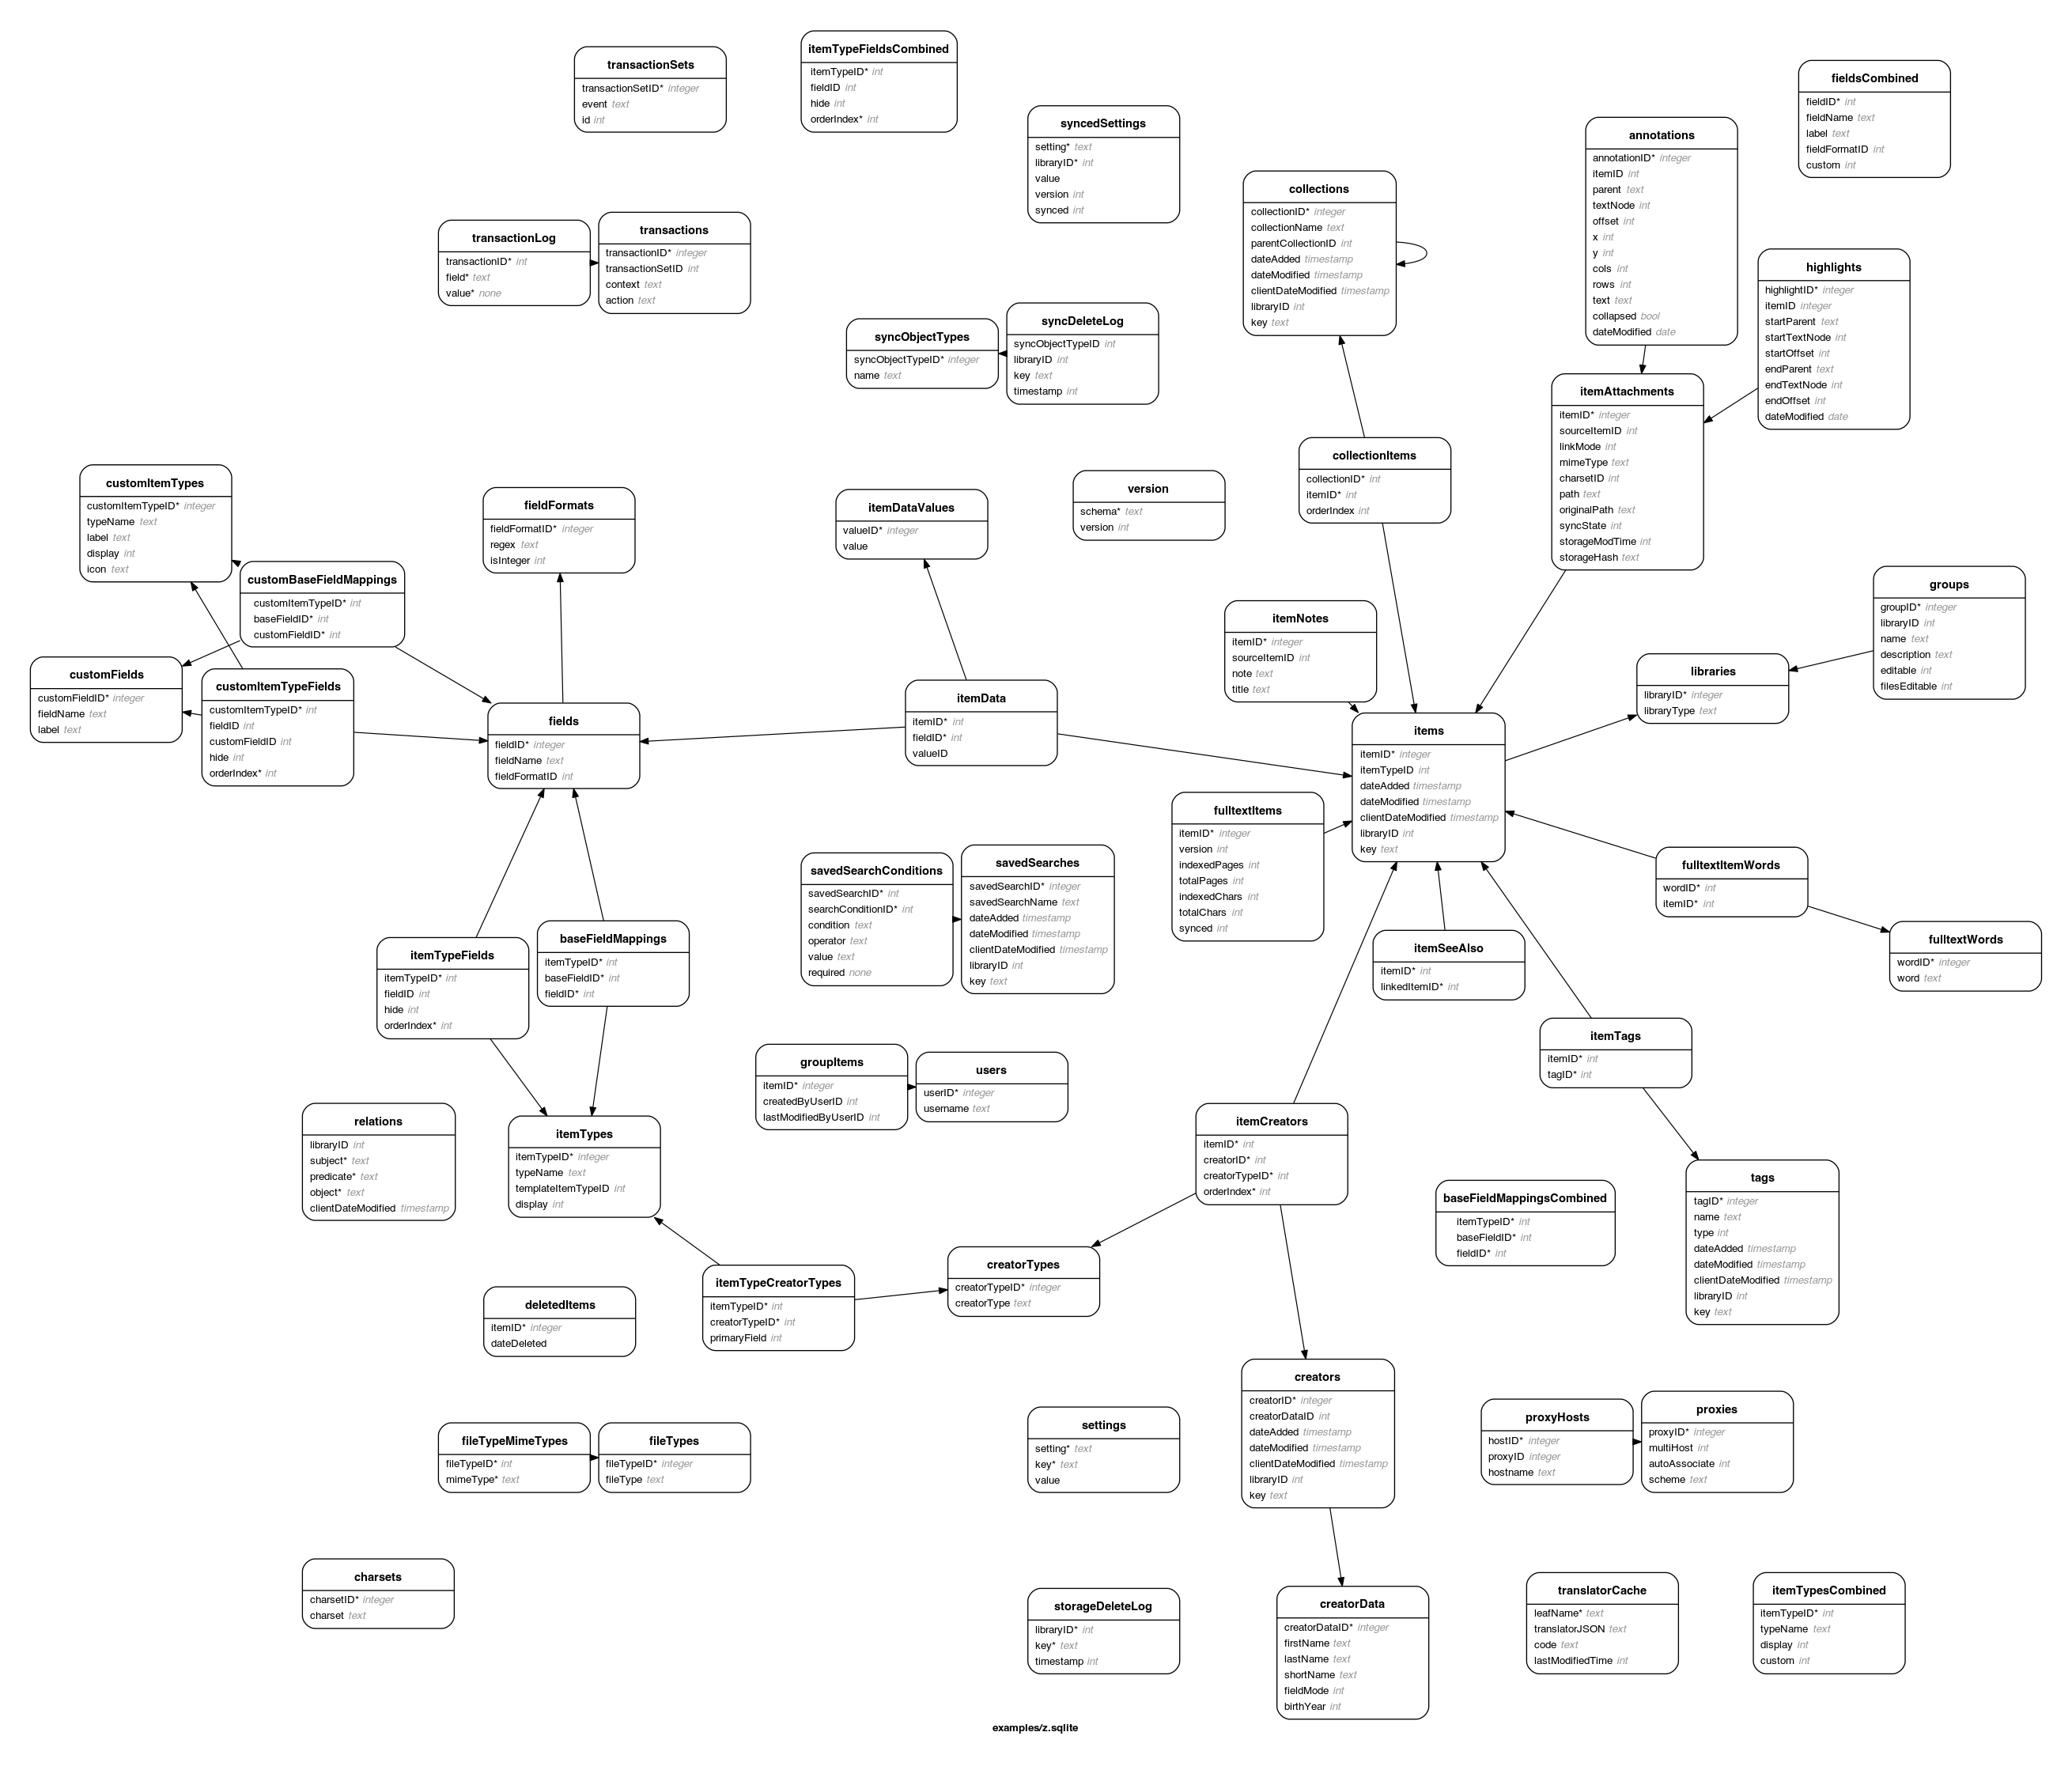 transactionSets
transactionSetID* integer
event text
id int
itemTypeFieldsCombined
itemTypeID* int
fieldID int
hide int
orderIndex* int
fieldsCombined
fieldID* int
fieldName text
label text
fieldFormatID int
custom int
syncedSettings
setting* text
libraryID* int
value
version int
synced int
annotations
annotationID* integer
itemID int
parent text
textNode int
offset int
x int
y int
cols int
rows int
text text
collapsed bool
dateModified date
collections
collectionID* integer
collectionName text
parentCollectionID int
dateAdded timestamp
dateModified timestamp
clientDateModified timestamp
libraryID int
key text
transactionLog
transactionID* int
field* text
value* none
transactions
transactionID* integer
transactionSetID int
context text
action text
highlights
highlightID* integer
itemID integer
startParent text
startTextNode int
startOffset int
endParent text
endTextNode int
endOffset int
dateModified date
syncObjectTypes
syncObjectTypeID* integer
name text
syncDeleteLog
syncObjectTypeID int
libraryID int
key text
timestamp int
itemAttachments
itemID* integer
sourceItemID int
linkMode int
mimeType text
charsetID int
path text
originalPath text
syncState int
storageModTime int
storageHash text
collectionItems
collectionID* int
itemID* int
orderIndex int
customItemTypes
customItemTypeID* integer
typeName text
label text
display int
icon text
fieldFormats
fieldFormatID* integer
regex text
isInteger int
itemDataValues
valueID* integer
value
version
schema* text
version int
customBaseFieldMappings
customItemTypeID* int
baseFieldID* int
customFieldID* int
groups
groupID* integer
libraryID int
name text
description text
editable int
filesEditable int
itemNotes
itemID* integer
sourceItemID int
note text
title text
libraries
libraryID* integer
libraryType text
customFields
customFieldID* integer
fieldName text
label text
customItemTypeFields
customItemTypeID* int
fieldID int
customFieldID int
hide int
orderIndex* int
fields
fieldID* integer
fieldName text
fieldFormatID int
itemData
itemID* int
fieldID* int
valueID
items
itemID* integer
itemTypeID int
dateAdded timestamp
dateModified timestamp
clientDateModified timestamp
libraryID int
key text
fulltextItems
itemID* integer
version int
indexedPages int
totalPages int
indexedChars int
totalChars int
synced int
savedSearchConditions
savedSearchID* int
searchConditionID* int
condition text
operator text
value text
required none
savedSearches
savedSearchID* integer
savedSearchName text
dateAdded timestamp
dateModified timestamp
clientDateModified timestamp
libraryID int
key text
fulltextItemWords
wordID* int
itemID* int
fulltextWords
wordID* integer
word text
itemTypeFields
itemTypeID* int
fieldID int
hide int
orderIndex* int
baseFieldMappings
itemTypeID* int
baseFieldID* int
fieldID* int
itemSeeAlso
itemID* int
linkedItemID* int
itemTags
itemID* int
tagID* int
groupItems
itemID* integer
createdByUserID int
lastModifiedByUserID int
users
userID* integer
username text
relations
libraryID int
subject* text
predicate* text
object* text
clientDateModified timestamp
itemTypes
itemTypeID* integer
typeName text
templateItemTypeID int
display int
itemCreators
itemID* int
creatorID* int
creatorTypeID* int
orderIndex* int
baseFieldMappingsCombined
itemTypeID* int
baseFieldID* int
fieldID* int
tags
tagID* integer
name text
type int
dateAdded timestamp
dateModified timestamp
clientDateModified timestamp
libraryID int
key text
deletedItems
itemID* integer
dateDeleted
itemTypeCreatorTypes
itemTypeID* int
creatorTypeID* int
primaryField int
creatorTypes
creatorTypeID* integer
creatorType text
creators
creatorID* integer
creatorDataID int
dateAdded timestamp
dateModified timestamp
clientDateModified timestamp
libraryID int
key text
fileTypeMimeTypes
fileTypeID* int
mimeType* text
fileTypes
fileTypeID* integer
fileType text
settings
setting* text
key* text
value
proxyHosts
hostID* integer
proxyID integer
hostname text
proxies
proxyID* integer
multiHost int
autoAssociate int
scheme text
charsets
charsetID* integer
charset text
storageDeleteLog
libraryID* int
key* text
timestamp int
creatorData
creatorDataID* integer
firstName text
lastName text
shortName text
fieldMode int
birthYear int
translatorCache
leafName* text
translatorJSON text
code text
lastModifiedTime int
itemTypesCombined
itemTypeID* int
typeName text
display int
custom int
examples/z.sqlite